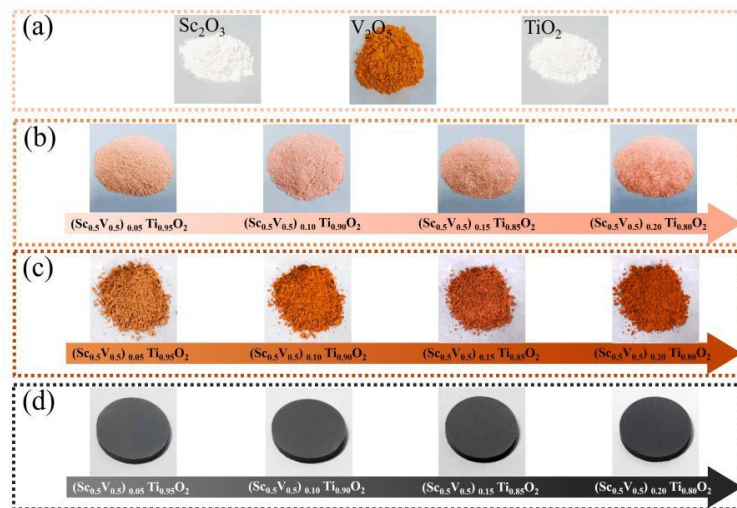 (a) Sc₂O₃ V₂O₅ TiO₂
(b)
(Sc₀.₅V₀.₅) ₀.₀₅ Ti₀.₉₅O₂ (Sc₀.₅V₀.₅) ₀.₁₀ Ti₀.₉₀O₂ (Sc₀.₅V₀.₅) ₀.₁₅ Ti₀.₈₅O₂ (Sc₀.₅V₀.₅) ₀.₂₀ Ti₀.₈₀O₂
(c)
(Sc₀.₅V₀.₅) ₀.₀₅ Ti₀.₉₅O₂ (Sc₀.₅V₀.₅) ₀.₁₀ Ti₀.₉₀O₂ (Sc₀.₅V₀.₅) ₀.₁₅ Ti₀.₈₅O₂ (Sc₀.₅V₀.₅) ₀.₂₀ Ti₀.₈₀O₂
(d)
(Sc₀.₅V₀.₅) ₀.₀₅ Ti₀.₉₅O₂ (Sc₀.₅V₀.₅) ₀.₁₀ Ti₀.₉₀O₂ (Sc₀.₅V₀.₅) ₀.₁₅ Ti₀.₈₅O₂ (Sc₀.₅V₀.₅) ₀.₂₀ Ti₀.₈₀O₂